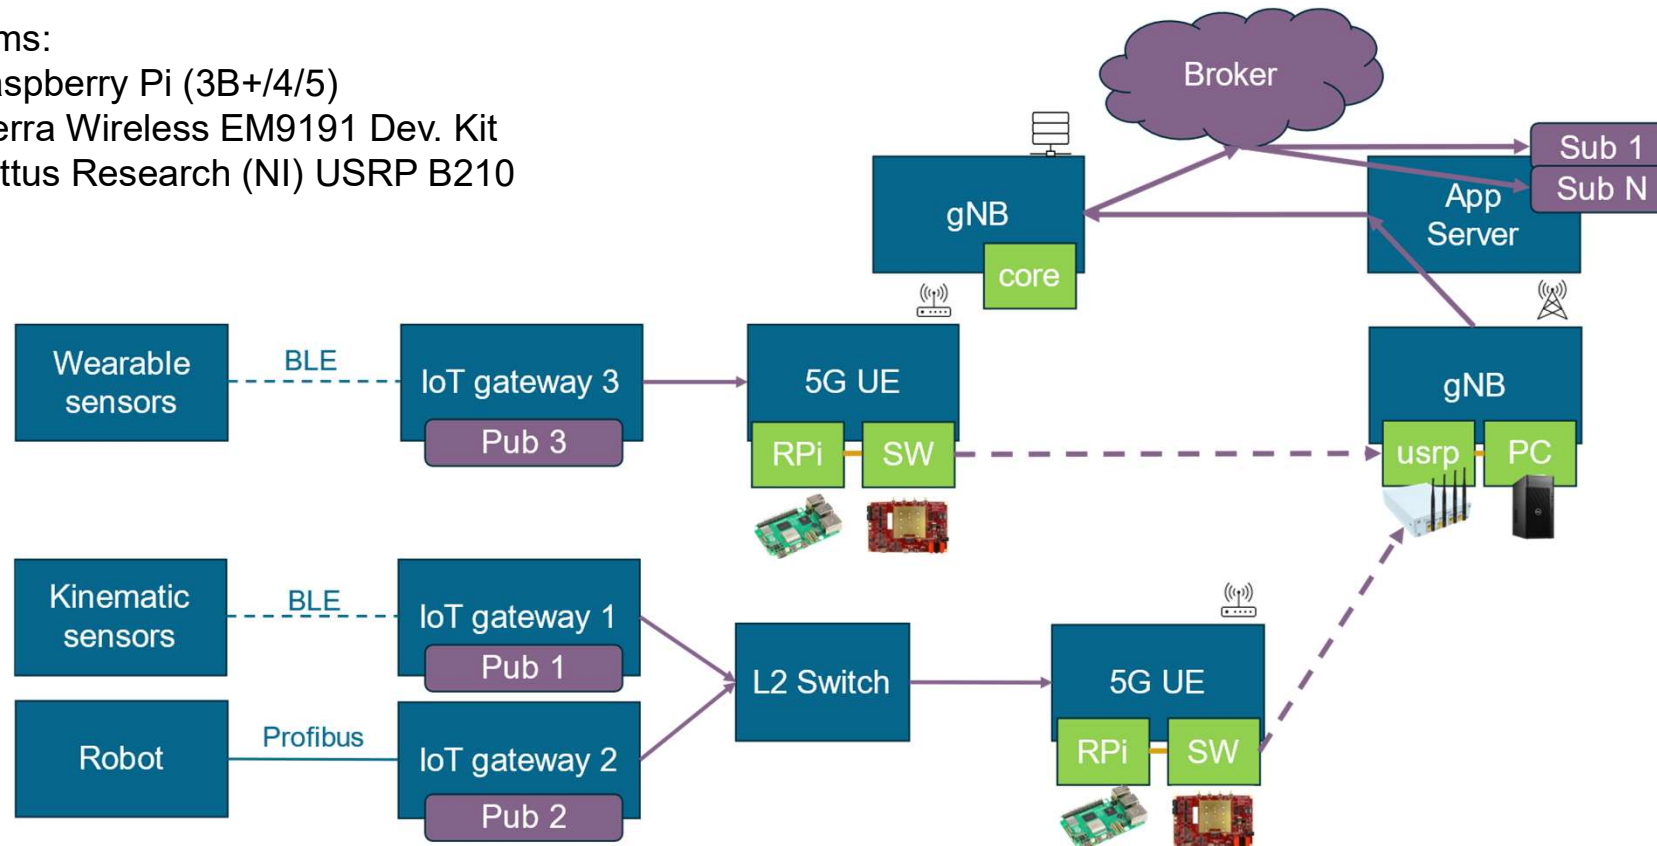 ms:
aspberry Pi (3B+/4/5)
erra Wireless EM9191 Dev. Kit
ttus Research (NI) USRP B210
Broker
Sub 1
Sub N
gNB
core
App
Server
Wearable
sensors
BLE
IoT gateway 3
Pub 3
5G UE
RPi
SW
gNB
usrp
PC
Kinematic
sensors
BLE
IoT gateway 1
Pub 1
L2 Switch
5G UE
RPi
SW
Robot
Profibus
IoT gateway 2
Pub 2